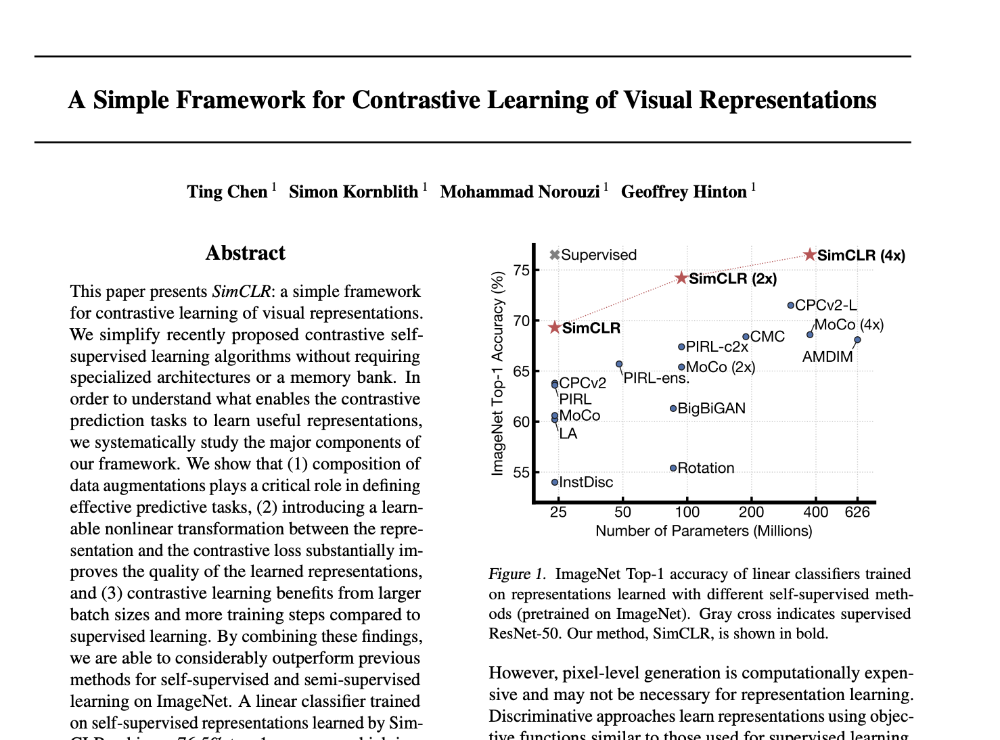 A Simple Framework for Contrastive Learning of Visual Representations
Ting Chen 1 Simon Kornblith 1 Mohammad Norouzi 1 Geoffrey Hinton 1
Abstract
This paper presents SimCLR: a simple framework
for contrastive learning of visual representations.
We simplify recently proposed contrastive self-
supervised learning algorithms without requiring
specialized architectures or a memory bank. In
order to understand what enables the contrastive
prediction tasks to learn useful representations,
we systematically study the major components of
our framework. We show that (1) composition of
data augmentations plays a critical role in defining
effective predictive tasks, (2) introducing a learn-
able nonlinear transformation between the repre-
sentation and the contrastive loss substantially im-
proves the quality of the learned representations,
and (3) contrastive learning benefits from larger
batch sizes and more training steps compared to
supervised learning. By combining these findings,
we are able to considerably outperform previous
methods for self-supervised and semi-supervised
learning on ImageNet. A linear classifier trained
on self-supervised representations learned by Sim-
ImageNet Top-1 Accuracy (%)
75
70
65
60
55
Supervised
SimCLR (4x)
SimCLR (2x)
CPCv2-L
SimCLR
MoCo (4x)
CMC
PIRL-c2x
AMDIM
MoCo (2x)
PIRL-ens.
CPCv2
PIRL
BigBiGAN
MoCo
LA
Rotation
InstDisc
25 50 100 200 400 626
Number of Parameters (Millions)
Figure 1. ImageNet Top-1 accuracy of linear classifiers trained
on representations learned with different self-supervised meth-
ods (pretrained on ImageNet). Gray cross indicates supervised
ResNet-50. Our method, SimCLR, is shown in bold.
However, pixel-level generation is computationally expen-
sive and may not be necessary for representation learning.
Discriminative approaches learn representations using objec-
tive functions similar to those used for supervised learning,